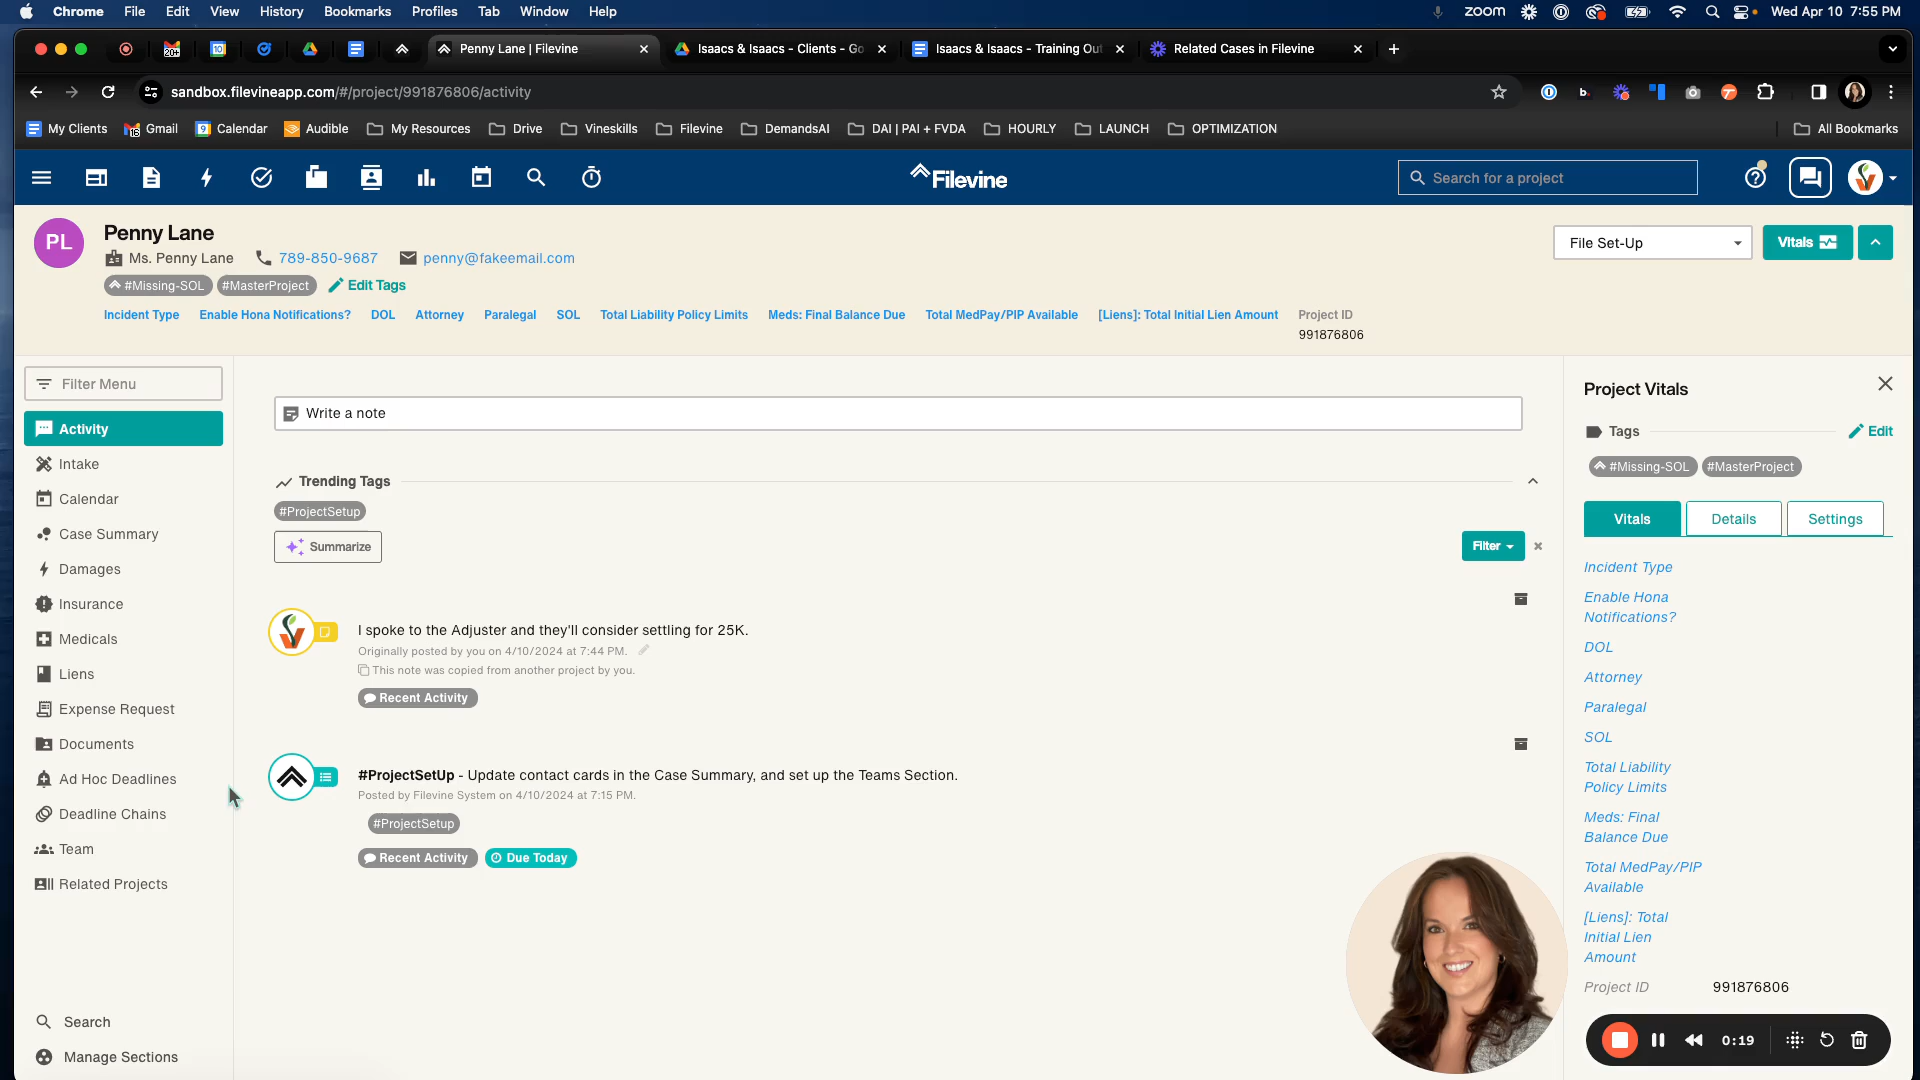 Chrome File Edit View History Bookmarks Profiles Tab Window Help zoom Wed Apr 10 7:55 PM
20+ 10 Penny Lane | Filevine Isaacs & Isaacs - Clients - Go Isaacs & Isaacs - Training Out Related Cases in Filevine
sandbox.filevineapp.com/#/project/991876806/activity b.
My Clients 16 Gmail 9 Calendar Audible My Resources Drive Vineskills Filevine DemandsAI DAI | PAI + FVDA HOURLY LAUNCH OPTIMIZATION All Bookmarks
Filevine Search for a project
PL Penny Lane
Ms. Penny Lane 789-850-9687 penny@fakeemail.com
File Set-Up Vitals
#Missing-SOL #MasterProject Edit Tags
Incident Type Enable Hona Notifications? DOL Attorney Paralegal SOL Total Liability Policy Limits Meds: Final Balance Due Total MedPay/PIP Available [Liens]: Total Initial Lien Amount Project ID
991876806
Filter Menu
Activity
Intake
Calendar
Case Summary
Damages
Insurance
Medicals
Liens
Expense Request
Documents
Ad Hoc Deadlines
Deadline Chains
Team
Related Projects
Search
Manage Sections
Write a note
Trending Tags
#ProjectSetup
Summarize
Filter
I spoke to the Adjuster and they'll consider settling for 25K.
Originally posted by you on 4/10/2024 at 7:44 PM.
This note was copied from another project by you.
Recent Activity
#ProjectSetUp - Update contact cards in the Case Summary, and set up the Teams Section.
Posted by Filevine System on 4/10/2024 at 7:15 PM.
#ProjectSetup
Recent Activity Due Today
Project Vitals
Tags Edit
#Missing-SOL #MasterProject
Vitals Details Settings
Incident Type
Enable Hona
Notifications?
DOL
Attorney
Paralegal
SOL
Total Liability
Policy Limits
Meds: Final
Balance Due
Total MedPay/PIP
Available
[Liens]: Total
Initial Lien
Amount
Project ID 991876806
0:19